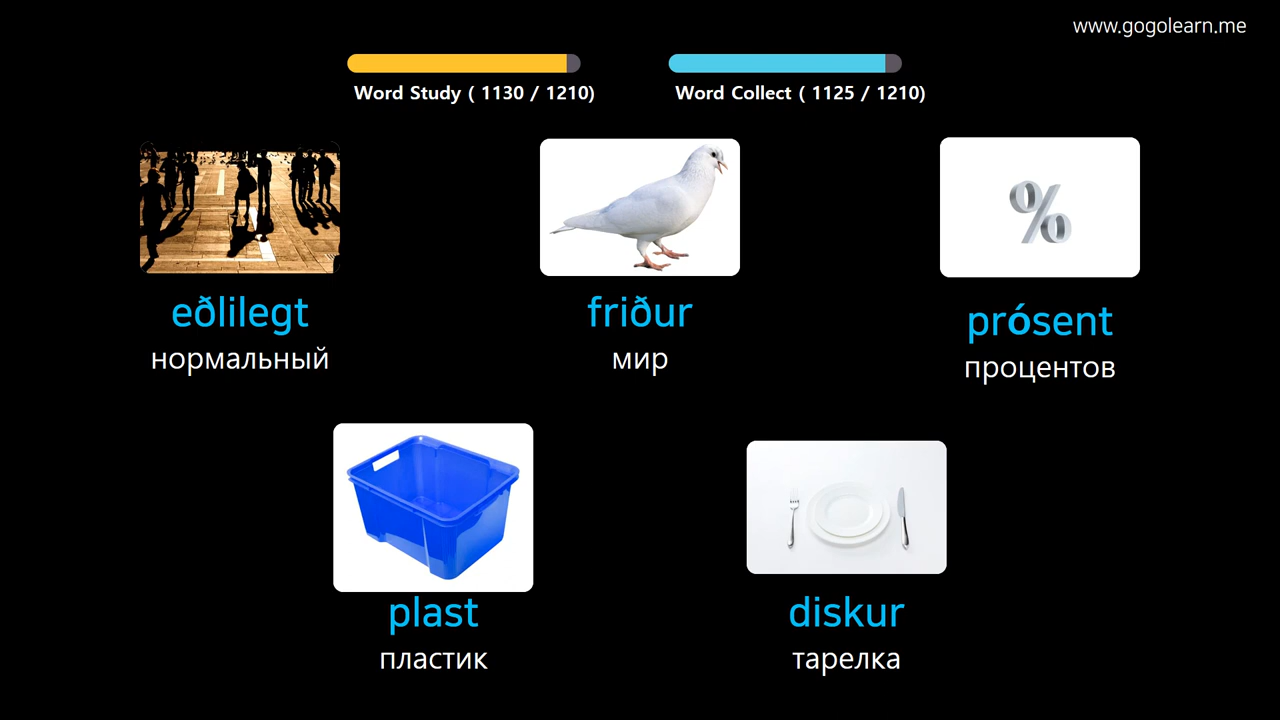 www.gogolearn.me
Word Study ( 1130 / 1210)
Word Collect ( 1125 / 1210)
eðlilegt
нормальный
friður
мир
prósent
процентов
%
plast
пластик
diskur
тарелка